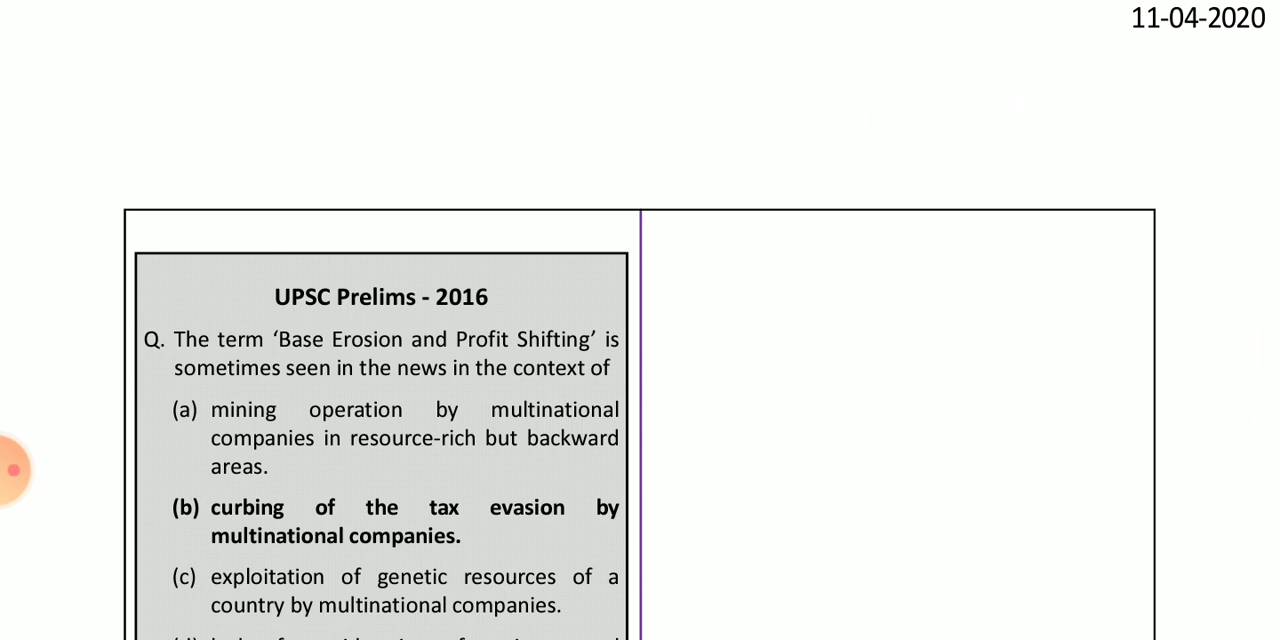 11-04-2020
UPSC Prelims - 2016
Q. The term ‘Base Erosion and Profit Shifting’ is
sometimes seen in the news in the context of
(a) mining operation by multinational
companies in resource-rich but backward
areas.
(b) curbing of the tax evasion by
multinational companies.
(c) exploitation of genetic resources of a
country by multinational companies.